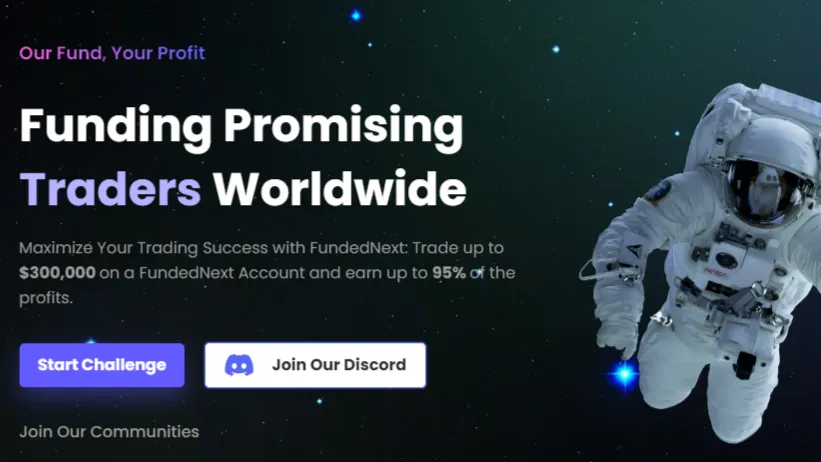 Our Fund, Your Profit
Funding Promising
Traders Worldwide
Maximize Your Trading Success with FundedNext: Trade up to
$300,000 on a FundedNext Account and earn up to 95% of the
profits.
Start Challenge
Join Our Discord
Join Our Communities